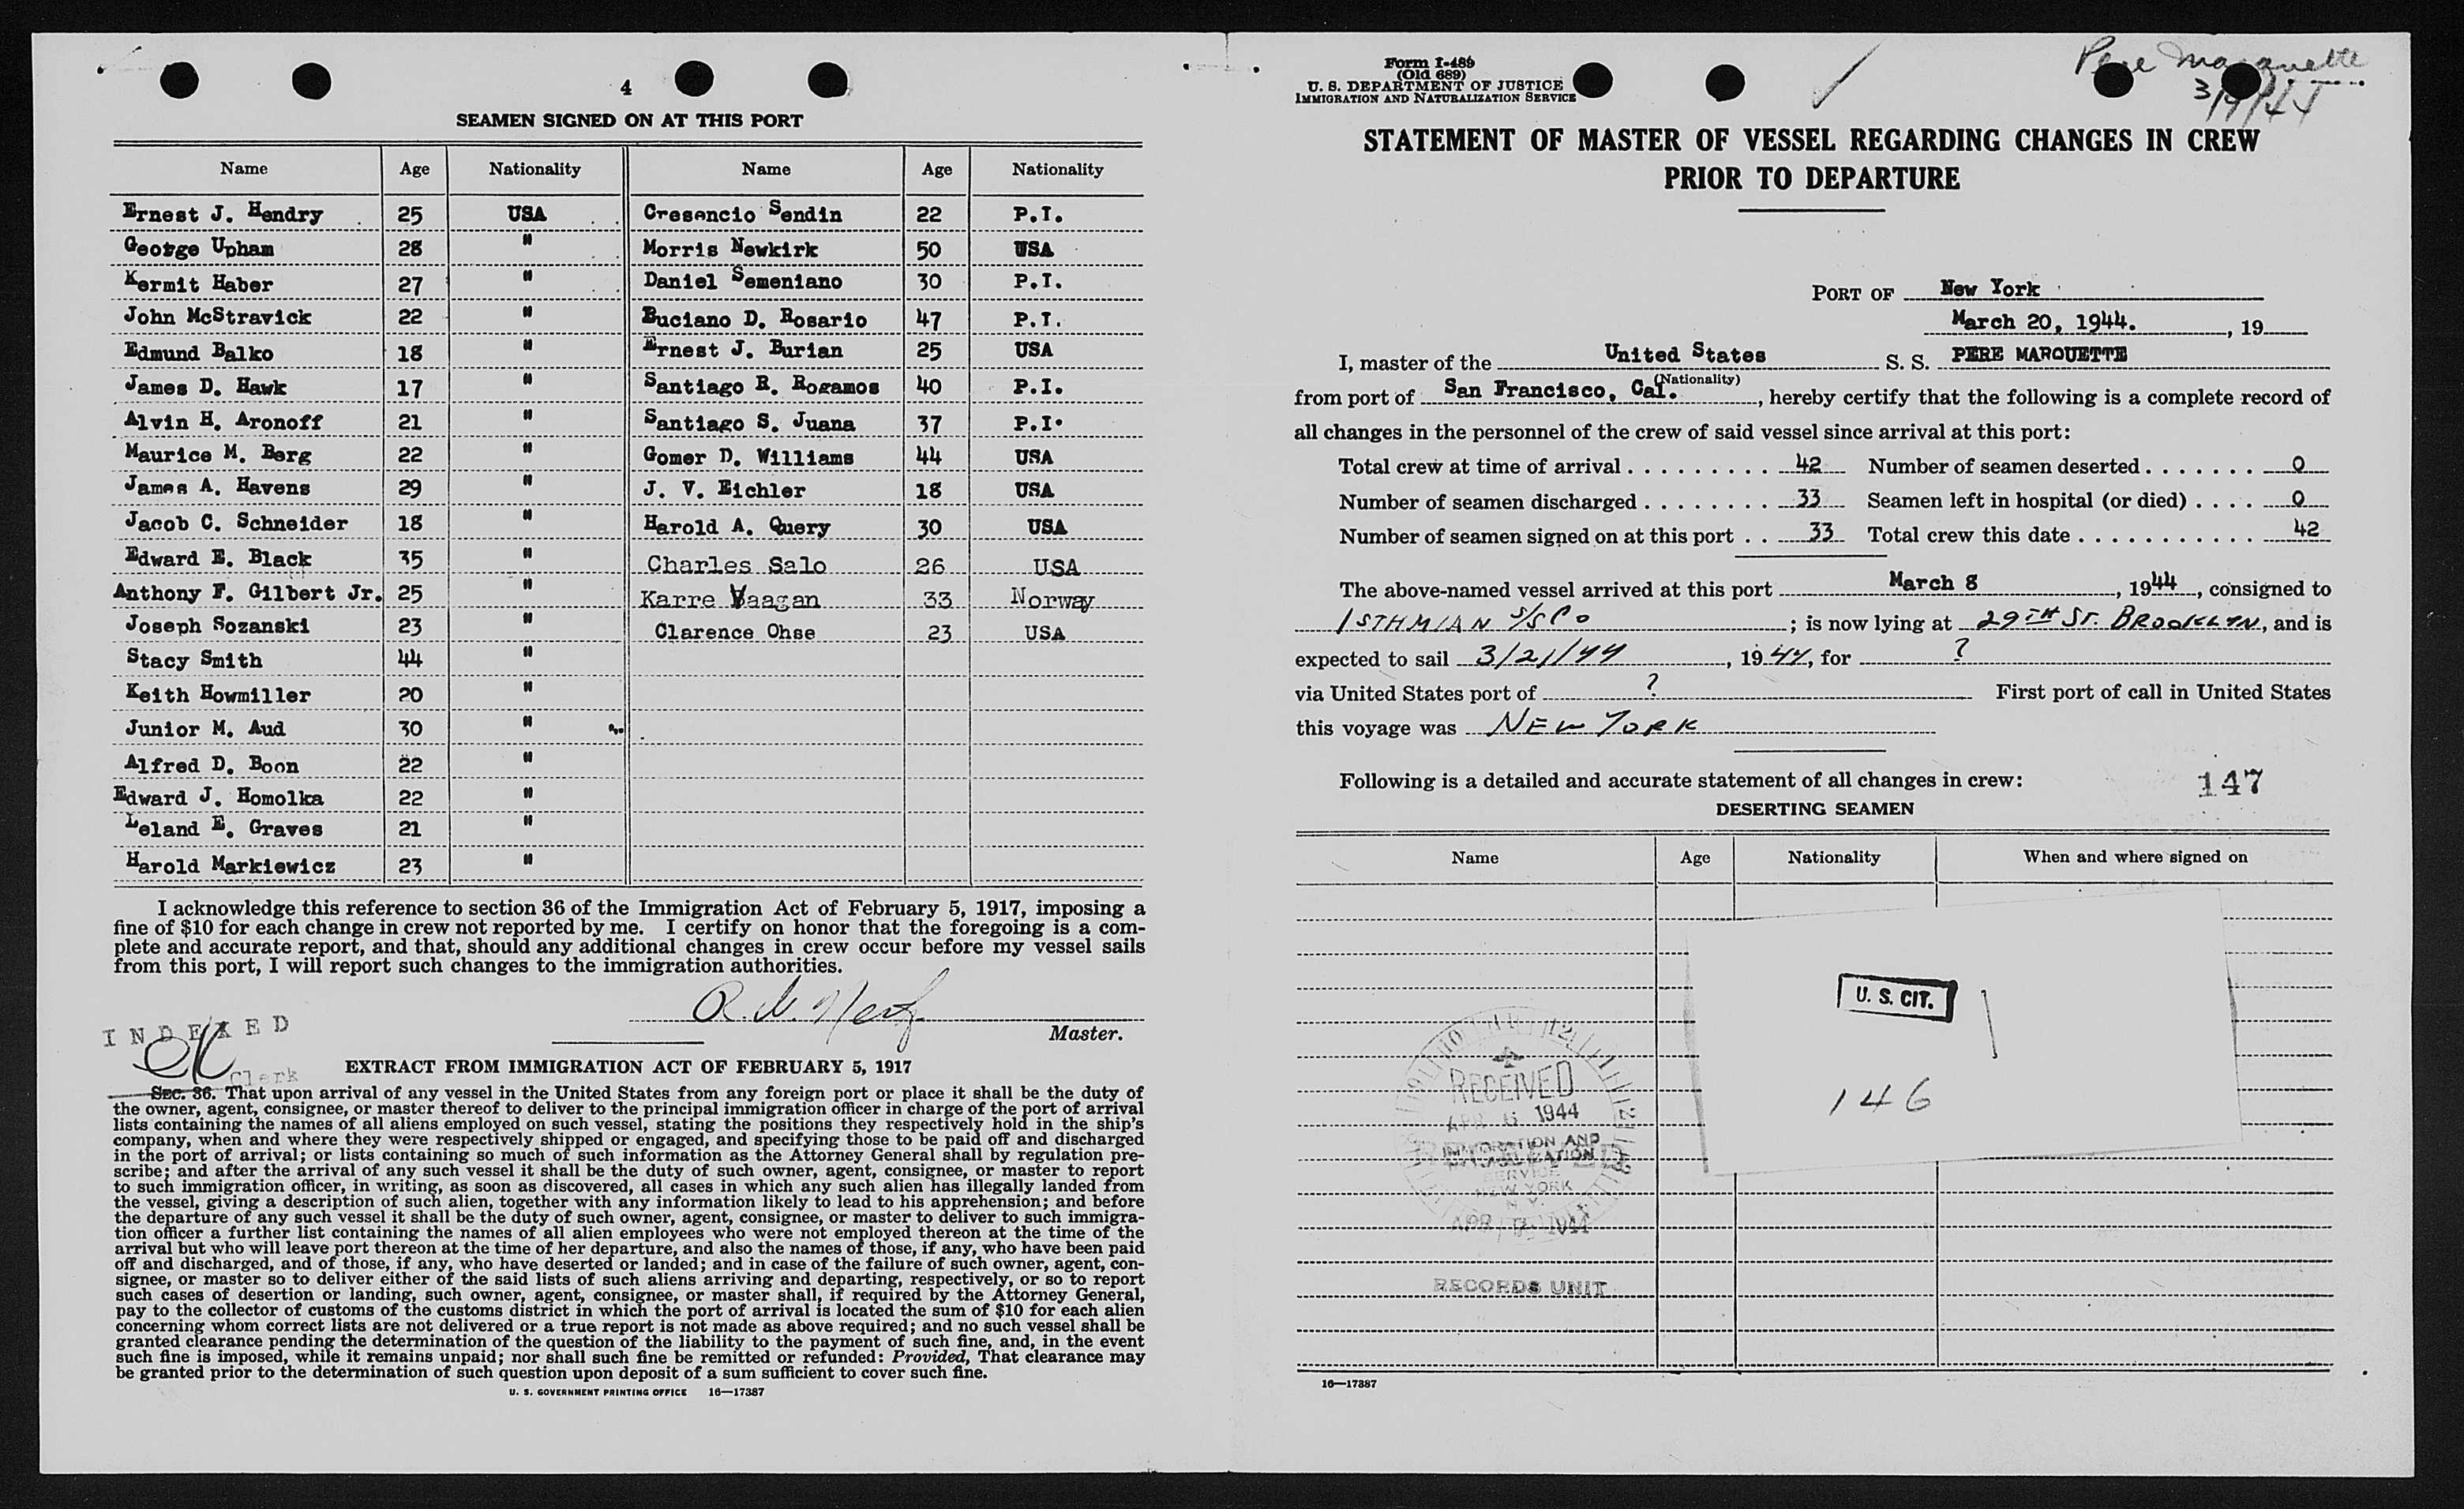 4
SEAMEN SIGNED ON AT THIS PORT
Name Age Nationality Name Age Nationality
Ernest J. Hendry 25 USA Cresencio Sendin 22 P.I.
George Upham 28 " Morris Newkirk 50 USA
Kermit Haber 27 " Daniel Semeniano 30 P.I.
John McStravick 22 " Buciano D. Rosario 47 P.I.
Edmund Balko 18 " Ernest J. Burian 25 USA
James D. Hawk 17 " Santiago R. Rogamos 40 P.I.
Alvin H. Aronoff 21 " Santiago S. Juana 37 P.I.
Maurice M. Berg 22 " Gomer D. Williams 44 USA
James A. Havens 29 " J. V. Eichler 18 USA
Jacob C. Schneider 18 " Harold A. Query 30 USA
Edward E. Black 35 " Charles Salo 26 USA
Anthony F. Gilbert Jr. 25 " Karre Vaagan 33 Norway
Joseph Sozanski 23 " Clarence Ohse 23 USA
Stacy Smith 44 "
Keith Howmiller 20 "
Junior M. Aud 30 "
Alfred D. Boon 22 "
Edward J. Homolka 22 "
Leland E. Graves 21 "
Harold Markiewicz 23 "
I acknowledge this reference to section 36 of the Immigration Act of February 5, 1917, imposing a
fine of $10 for each change in crew not reported by me. I certify on honor that the foregoing is a com-
plete and accurate report, and that, should any additional changes in crew occur before my vessel sails
from this port, I will report such changes to the immigration authorities.
Master.
INDEXED
Clerk
EXTRACT FROM IMMIGRATION ACT OF FEBRUARY 5, 1917
SEC. 36. That upon arrival of any vessel in the United States from any foreign port or place it shall be the duty of
the owner, agent, consignee, or master thereof to deliver to the principal immigration officer in charge of the port of arrival
lists containing the names of all aliens employed on such vessel, stating the positions they respectively hold in the ship's
company, when and where they were respectively shipped or engaged, and specifying those to be paid off and discharged
in the port of arrival; or lists containing so much of such information as the Attorney General shall by regulation pre-
scribe; and after the arrival of any such vessel it shall be the duty of such owner, agent, consignee, or master to report
to such immigration officer, in writing, as soon as discovered, all cases in which any such alien has illegally landed from
the vessel, giving a description of such alien, together with any information likely to lead to his apprehension; and before
the departure of any such vessel it shall be the duty of such owner, agent, consignee, or master to deliver to such immigra-
tion officer a further list containing the names of all alien employees who were not employed thereon at the time of the
arrival but who will leave port thereon at the time of her departure, and also the names of those, if any, who have been paid
off and discharged, and of those, if any, who have deserted or landed; and in case of the failure of such owner, agent, con-
signee, or master so to deliver either of the said lists of such aliens arriving and departing, respectively, or so to report
such cases of desertion or landing, such owner, agent, consignee, or master shall, if required by the Attorney General,
pay to the collector of customs of the customs district in which the port of arrival is located the sum of $10 for each alien
concerning whom correct lists are not delivered or a true report is not made as above required; and no such vessel shall be
granted clearance pending the determination of the question of the liability to the payment of such fine, and, in the event
such fine is imposed, while it remains unpaid; nor shall such fine be remitted or refunded: Provided, That clearance may
be granted prior to the determination of such question upon deposit of a sum sufficient to cover such fine.
U. S. GOVERNMENT PRINTING OFFICE 16—17387
Form I-489
(Old 689)
U. S. DEPARTMENT OF JUSTICE
IMMIGRATION AND NATURALIZATION SERVICE
Pere Marquette
STATEMENT OF MASTER OF VESSEL REGARDING CHANGES IN CREW
PRIOR TO DEPARTURE
PORT OF New York
March 20, 1944. , 19
I, master of the United States S. S. PERE MARQUETTE
(Nationality)
from port of San Francisco, Cal. , hereby certify that the following is a complete record of
all changes in the personnel of the crew of said vessel since arrival at this port:
Total crew at time of arrival . . . . . . . . . . 42 Number of seamen deserted . . . . . . . 0
Number of seamen discharged . . . . . . . . 33 Seamen left in hospital (or died) . . . . 0
Number of seamen signed on at this port . . 33 Total crew this date . . . . . . . . . . . . 42
The above-named vessel arrived at this port March 8 , 1944 , consigned to
ISTHMIAN S/S Co ; is now lying at 29TH ST. BROOKLYN, and is
expected to sail 3/21/44 , 1944, for ?
via United States port of ? First port of call in United States
this voyage was NEW YORK
Following is a detailed and accurate statement of all changes in crew:
147
DESERTING SEAMEN
Name Age Nationality When and where signed on
U. S. CIT.
146
RECEIVED
APR 6 1944
IMMIGRATION AND
NATURALIZATION
SERVICE
NEW YORK
N. Y.
RECORDS UNIT
16—17387